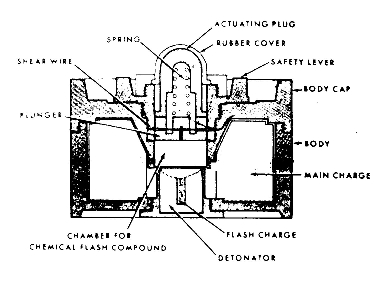 ACTUATING PLUG
SPRING
RUBBER COVER
SHEAR WIRE
SAFETY LEVER
BODY CAP
PLUNGER
BODY
MAIN CHARGE
CHAMBER FOR
CHEMICAL FLASH COMPOUND
FLASH CHARGE
DETONATOR